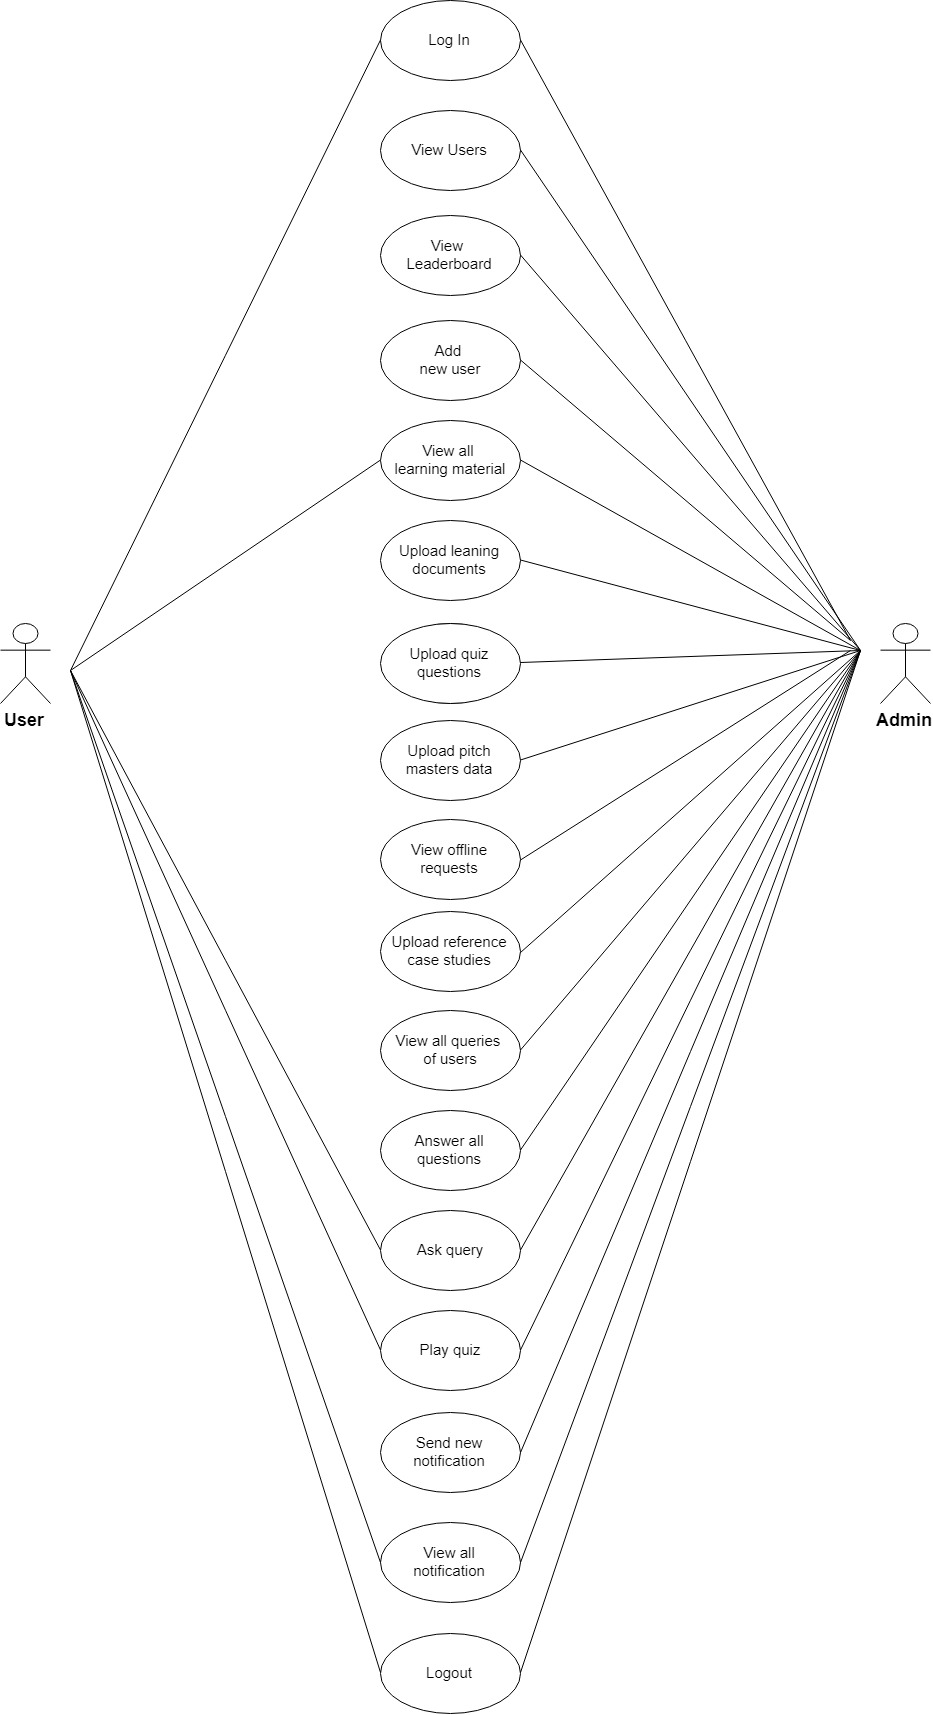 Log In
View Users
View
Leaderboard
Add
new user
View all
learning material
Upload leaning
documents
User
Admin
Upload quiz
questions
Upload pitch
masters data
View offline
requests
Upload reference
case studies
View all queries
of users
Answer all
questions
Ask query
Play quiz
Send new
notification
View all
notification
Logout